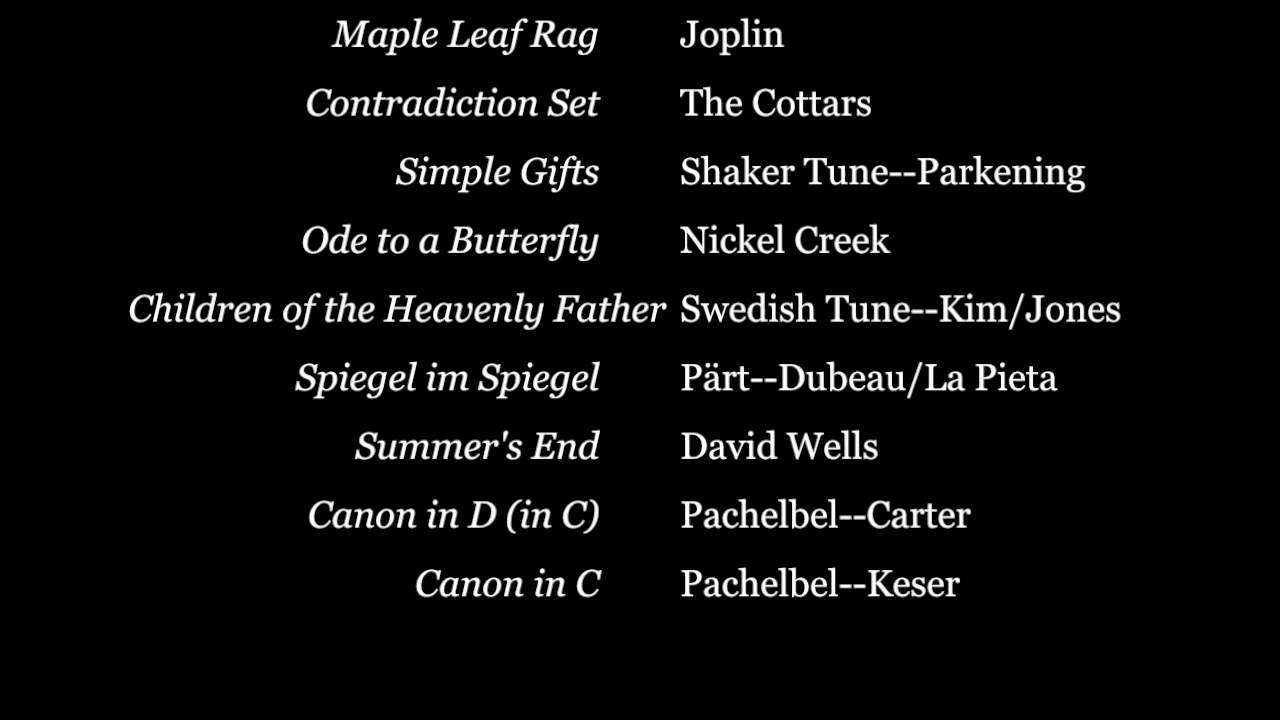 Maple Leaf Rag Joplin
Contradiction Set The Cottars
Simple Gifts Shaker Tune--Parkening
Ode to a Butterfly Nickel Creek
Children of the Heavenly Father Swedish Tune--Kim/Jones
Spiegel im Spiegel Pärt--Dubeau/La Pieta
Summer's End David Wells
Canon in D (in C) Pachelbel--Carter
Canon in C Pachelbel--Keser